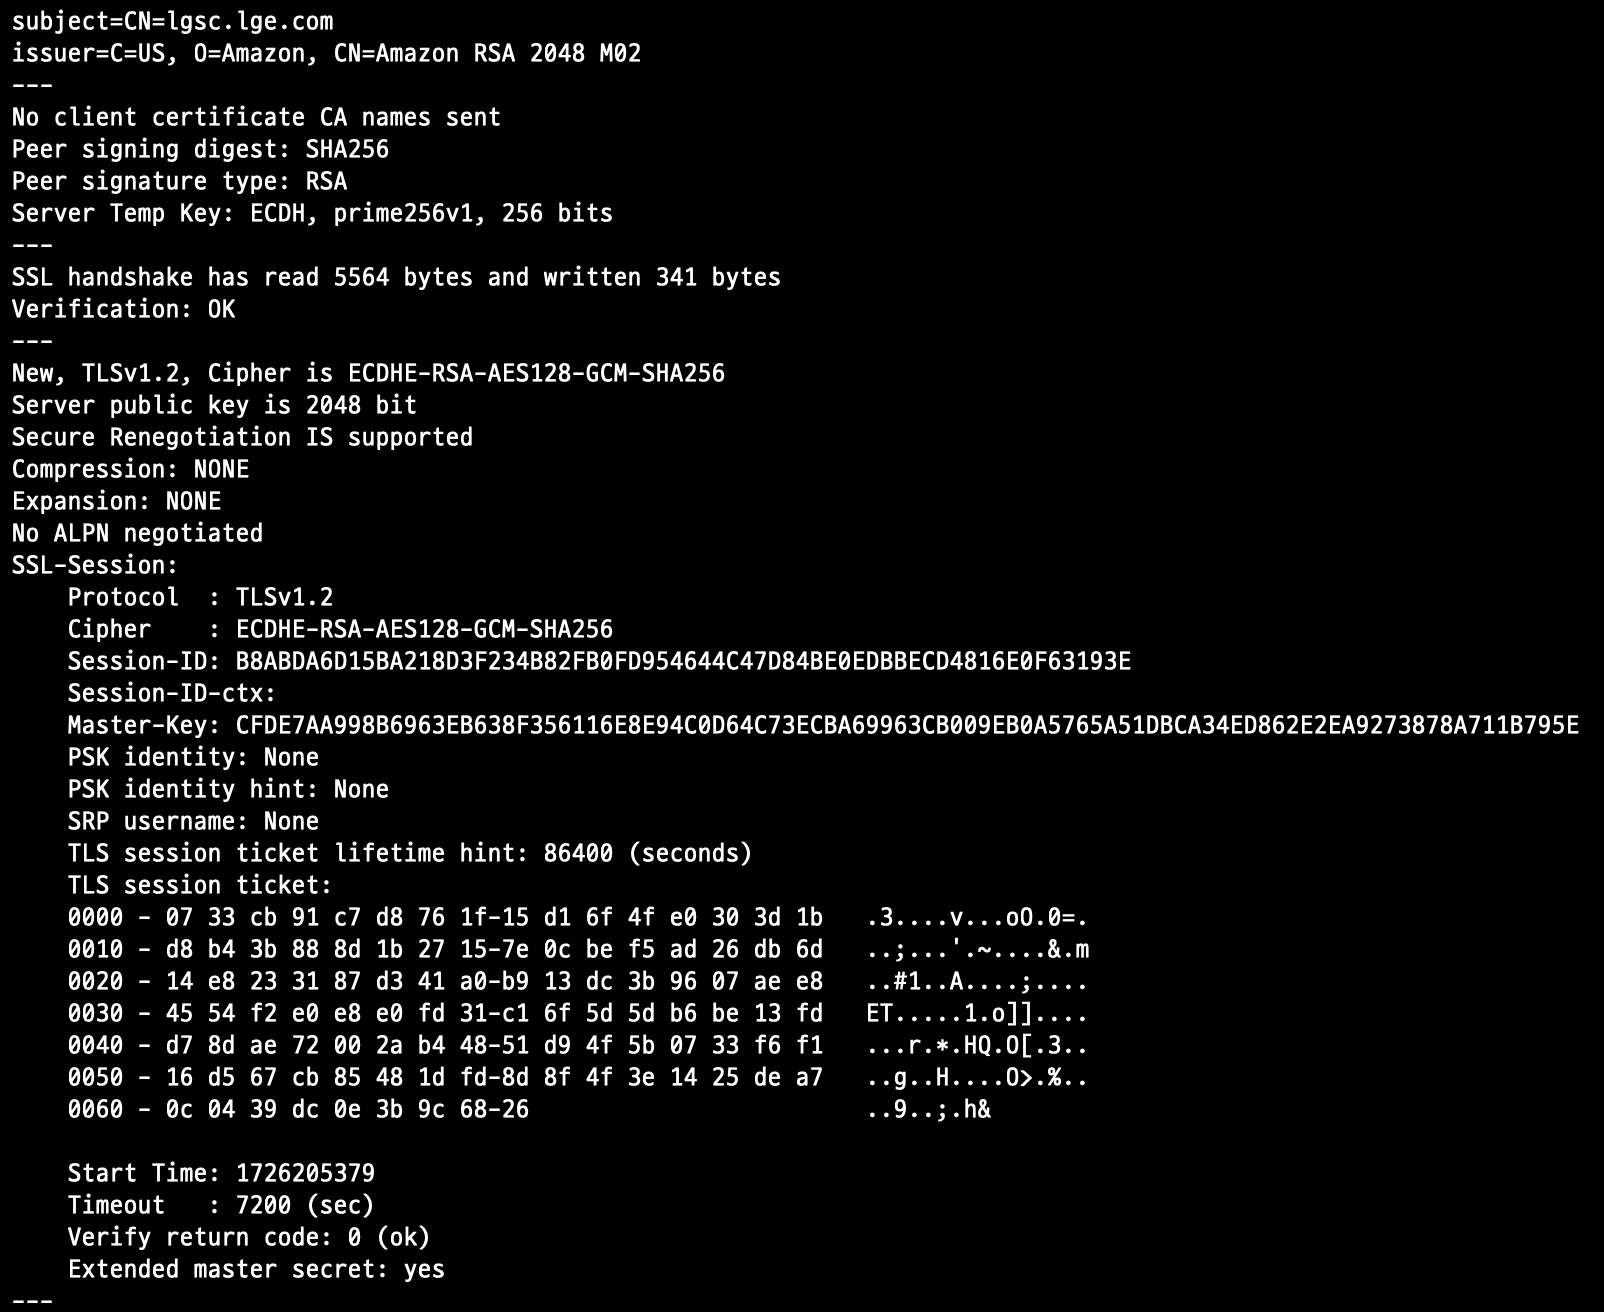 subject=CN=lgsc.lge.com
issuer=C=US, O=Amazon, CN=Amazon RSA 2048 M02
---
No client certificate CA names sent
Peer signing digest: SHA256
Peer signature type: RSA
Server Temp Key: ECDH, prime256v1, 256 bits
---
SSL handshake has read 5564 bytes and written 341 bytes
Verification: OK
---
New, TLSv1.2, Cipher is ECDHE-RSA-AES128-GCM-SHA256
Server public key is 2048 bit
Secure Renegotiation IS supported
Compression: NONE
Expansion: NONE
No ALPN negotiated
SSL-Session:
    Protocol  : TLSv1.2
    Cipher    : ECDHE-RSA-AES128-GCM-SHA256
    Session-ID: B8ABDA6D15BA218D3F234B82FB0FD954644C47D84BE0EDBBECD4816E0F63193E
    Session-ID-ctx:
    Master-Key: CFDE7AA998B6963EB638F356116E8E94C0D64C73ECBA69963CB009EB0A5765A51DBCA34ED862E2EA9273878A711B795E
    PSK identity: None
    PSK identity hint: None
    SRP username: None
    TLS session ticket lifetime hint: 86400 (seconds)
    TLS session ticket:
    0000 - 07 33 cb 91 c7 d8 76 1f-15 d1 6f 4f e0 30 3d 1b   .3....v...oO.0=.
    0010 - d8 b4 3b 88 8d 1b 27 15-7e 0c be f5 ad 26 db 6d   ..;...'.~....&.m
    0020 - 14 e8 23 31 87 d3 41 a0-b9 13 dc 3b 96 07 ae e8   ..#1..A....;....
    0030 - 45 54 f2 e0 e8 e0 fd 31-c1 6f 5d 5d b6 be 13 fd   ET.....1.o]]....
    0040 - d7 8d ae 72 00 2a b4 48-51 d9 4f 5b 07 33 f6 f1   ...r.*.HQ.O[.3..
    0050 - 16 d5 67 cb 85 48 1d fd-8d 8f 4f 3e 14 25 de a7   ..g..H....O>.%..
    0060 - 0c 04 39 dc 0e 3b 9c 68-26                        ..9..;.h&
    Start Time: 1726205379
    Timeout   : 7200 (sec)
    Verify return code: 0 (ok)
    Extended master secret: yes
---